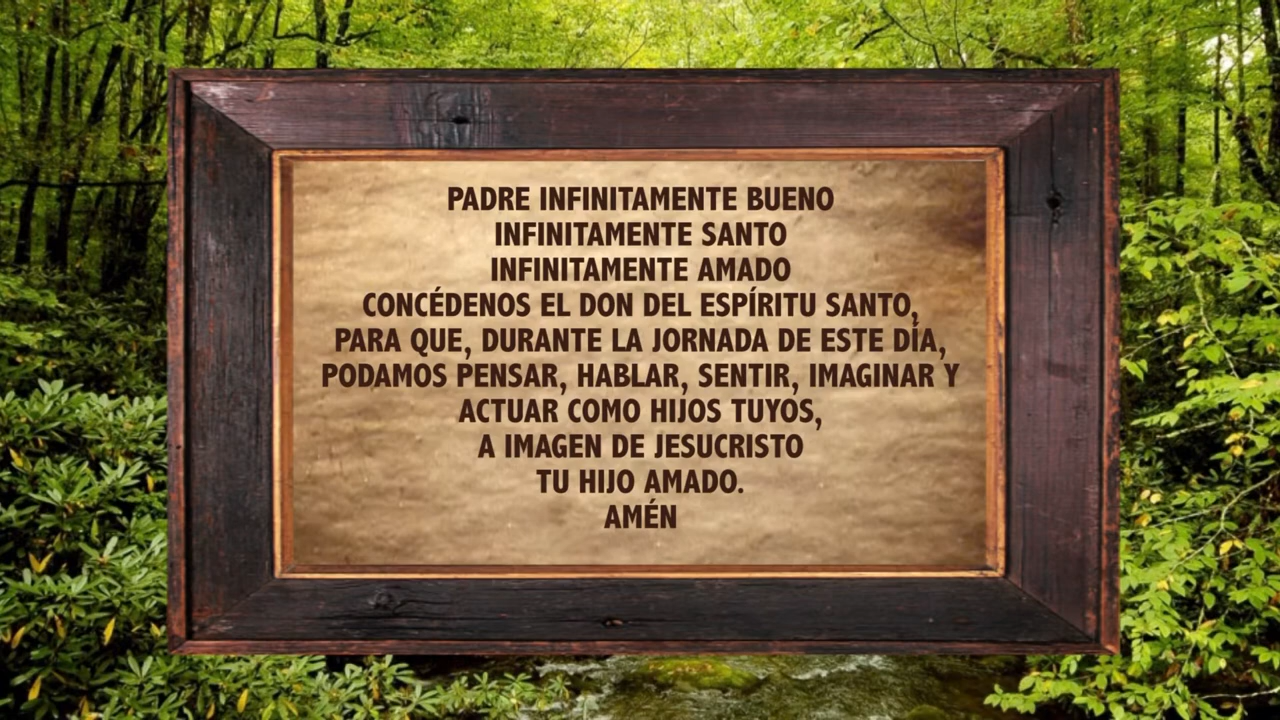 PADRE INFINITAMENTE BUENO
INFINITAMENTE SANTO
INFINITAMENTE AMADO
CONCÉDENOS EL DON DEL ESPÍRITU SANTO,
PARA QUE, DURANTE LA JORNADA DE ESTE DÍA,
PODAMOS PENSAR, HABLAR, SENTIR, IMAGINAR Y
ACTUAR COMO HIJOS TUYOS,
A IMAGEN DE JESUCRISTO
TU HIJO AMADO.
AMÉN